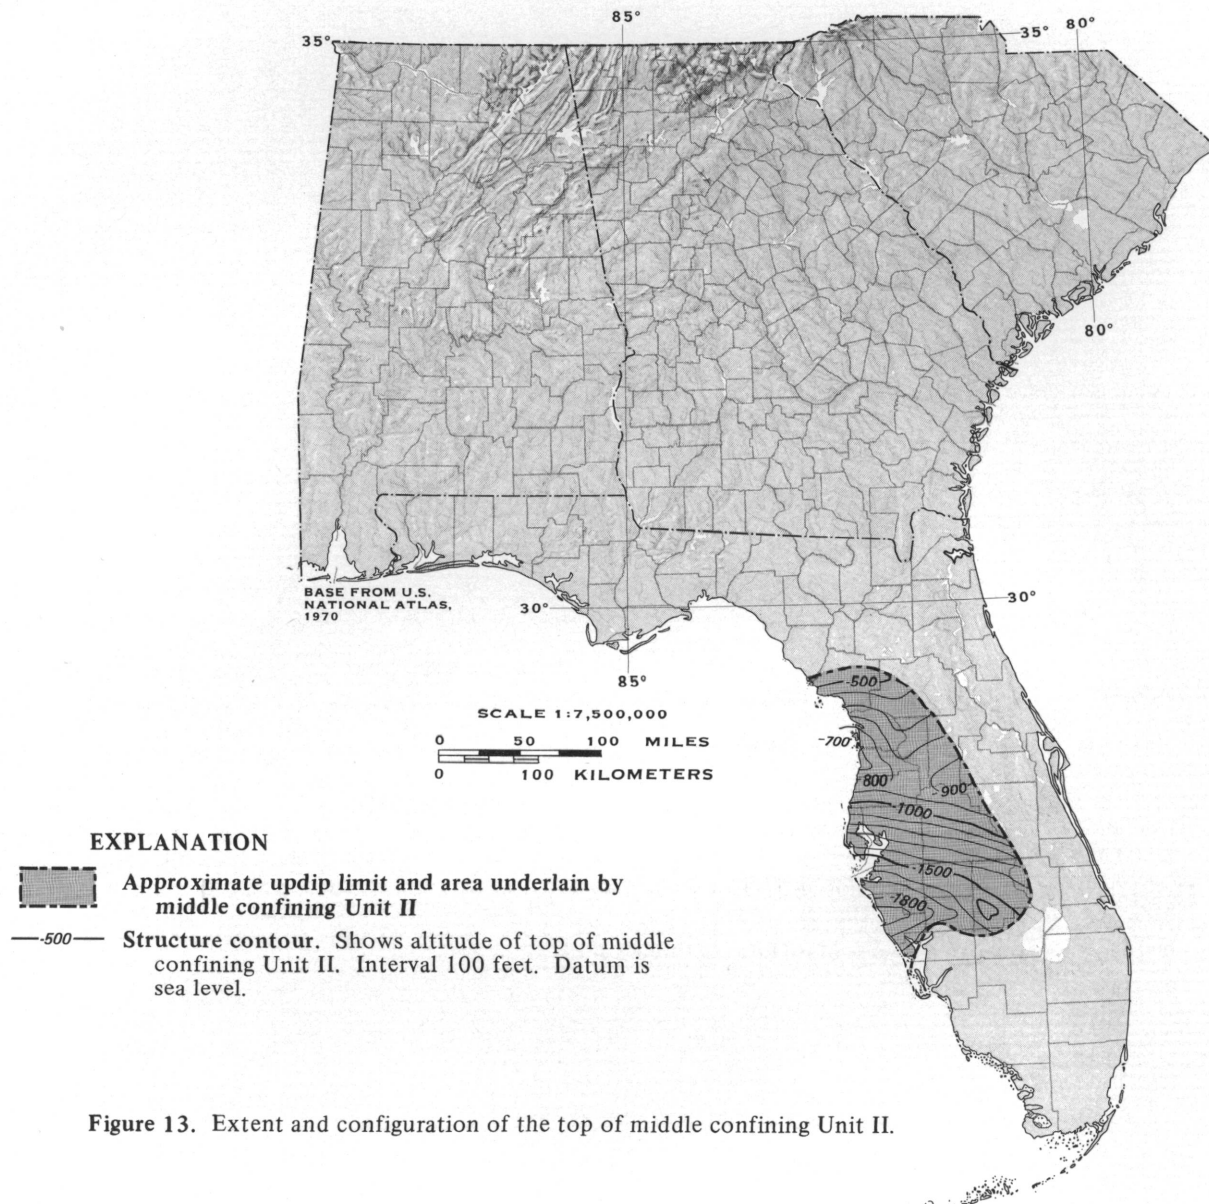 85°
80°
35°
35°
80°
BASE FROM U.S.
NATIONAL ATLAS,
1970
30°
30°
85°
-500
-700
-800
-900
-1000
-1500
-1800
SCALE 1:7,500,000
0 50 100 MILES
0 100 KILOMETERS
EXPLANATION
Approximate updip limit and area underlain by
middle confining Unit II
-500
Structure contour. Shows altitude of top of middle
confining Unit II. Interval 100 feet. Datum is
sea level.
Figure 13. Extent and configuration of the top of middle confining Unit II.